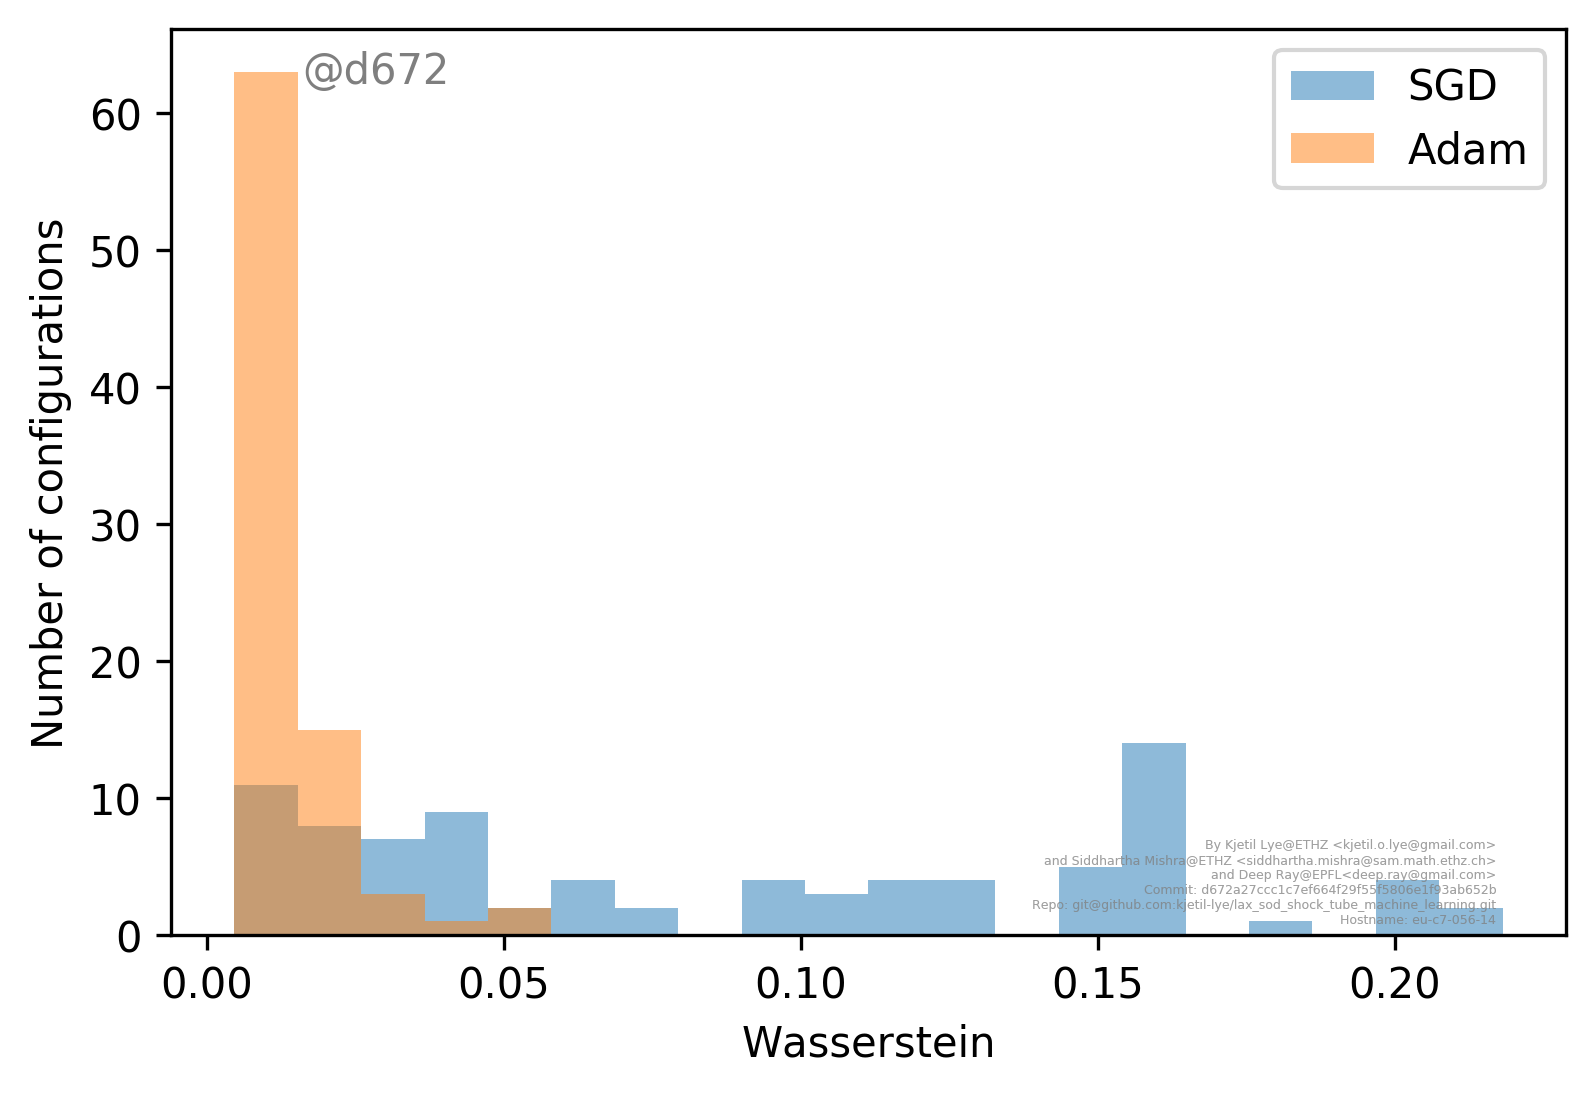 @d672
SGD
Adam
60
50
40
30
20
10
0
Number of configurations
By Kjetil Lye@ETHZ <kjetil.o.lye@gmail.com>
and Siddhartha Mishra@ETHZ <siddhartha.mishra@sam.math.ethz.ch>
and Deep Ray@EPFL<deep.ray@gmail.com>
Commit: d672a27ccc1c7ef664f29f55f5806e1f93ab652b
Repo: git@github.com:kjetil-lye/lax_sod_shock_tube_machine_learning.git
Hostname: eu-c7-056-14
0.00 0.05 0.10 0.15 0.20
Wasserstein